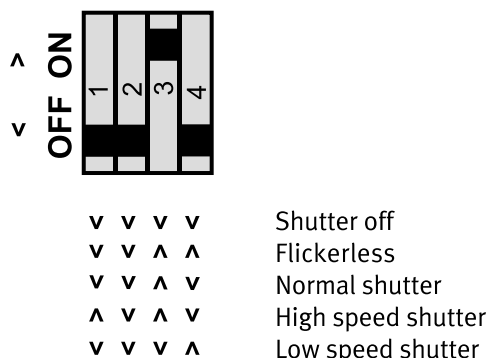 ^ ON
v OFF
1 2 3 4
v v v v Shutter off
v v ^ ^ Flickerless
v v ^ v Normal shutter
^ v ^ v High speed shutter
v v v ^ Low speed shutter